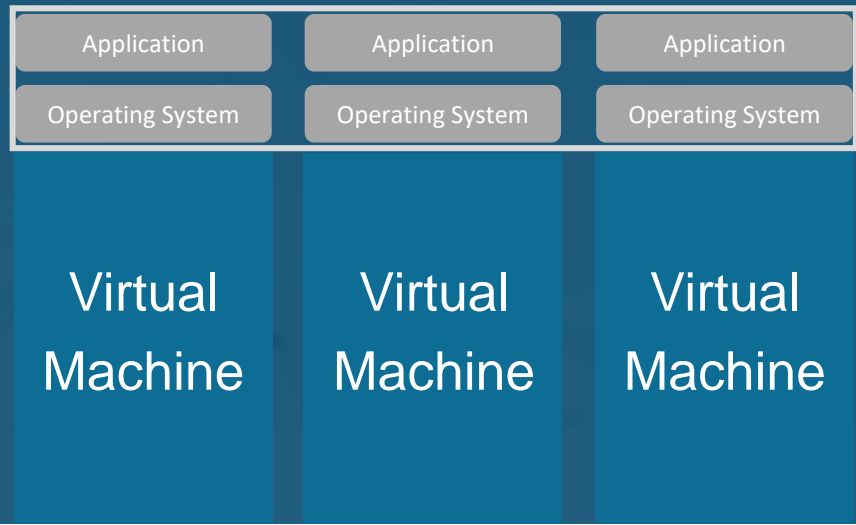 Application Application Application
Operating System Operating System Operating System
Virtual Virtual Virtual
Machine Machine Machine